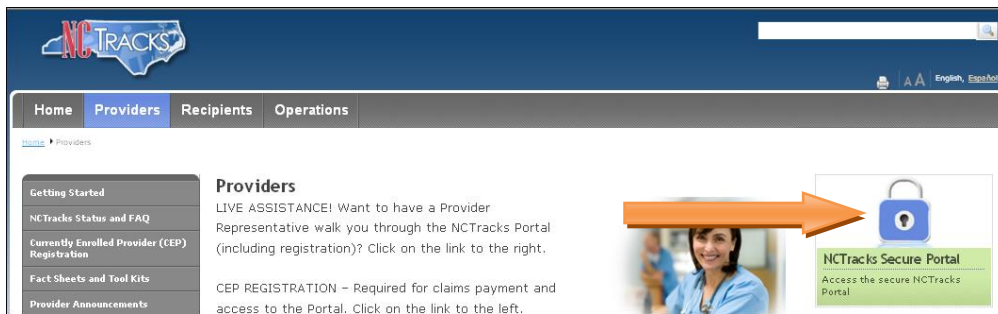 NCTRACKS
A A English, Español
Home Providers Recipients Operations
Home Providers
Getting Started
NCTracks Status and FAQ
Currently Enrolled Provider (CEP)
Registration
Fact Sheets and Tool Kits
Provider Announcements
Providers
LIVE ASSISTANCE! Want to have a Provider
Representative walk you through the NCTracks Portal
(including registration)? Click on the link to the right.
CEP REGISTRATION – Required for claims payment and
access to the Portal. Click on the link to the left.
NCTracks Secure Portal
Access the secure NCTracks
Portal